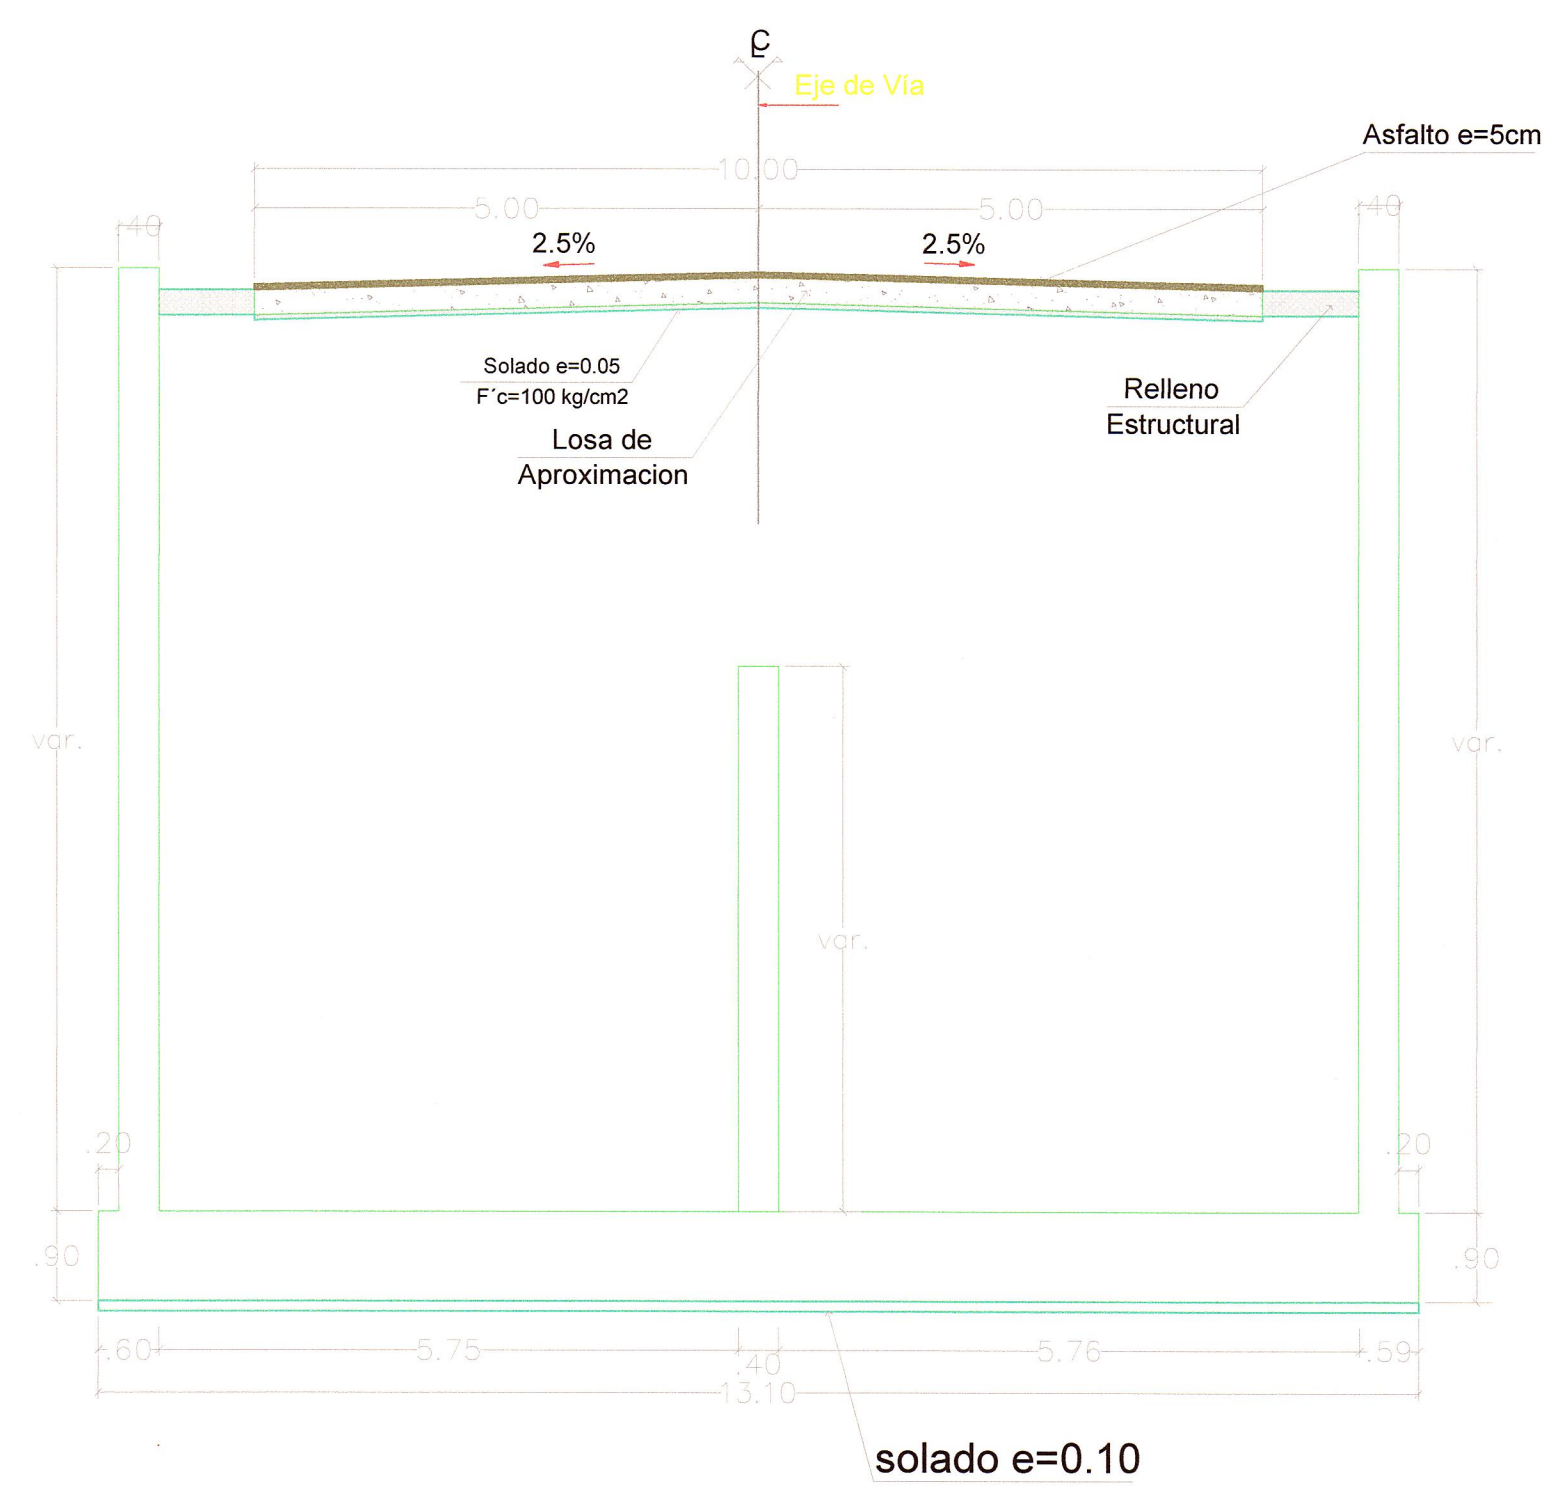 ℄
Eje de Vía
Asfalto e=5cm
10.00
5.00
5.00
.40
.40
2.5%
2.5%
Solado e=0.05
F´c=100 kg/cm2
Losa de
Aproximacion
Relleno
Estructural
var.
var.
var.
.20
.20
.90
.90
.60
5.75
.40
5.76
.59
13.10
solado e=0.10